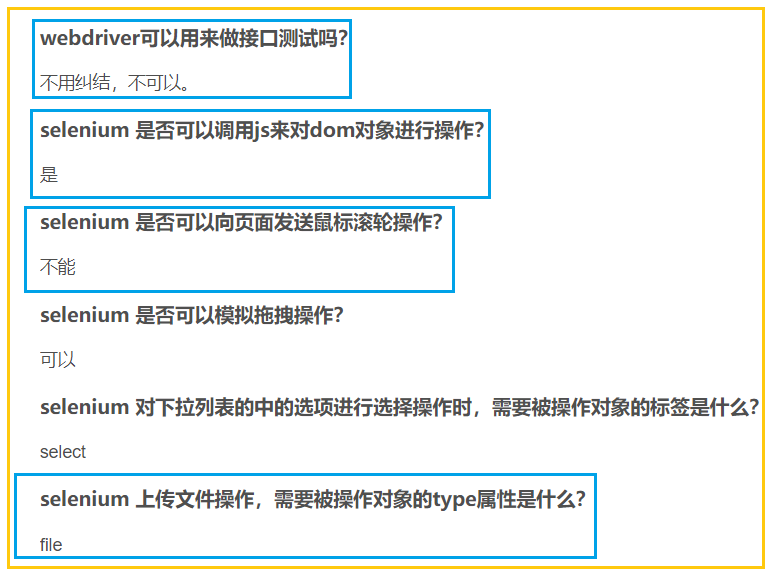 webdriver可以用来做接口测试吗?
不用纠结，不可以。
selenium 是否可以调用js来对dom对象进行操作?
是
selenium 是否可以向页面发送鼠标滚轮操作?
不能
selenium 是否可以模拟拖拽操作?
可以
selenium 对下拉列表的中的选项进行选择操作时，需要被操作对象的标签是什么?
select
selenium 上传文件操作，需要被操作对象的type属性是什么?
file